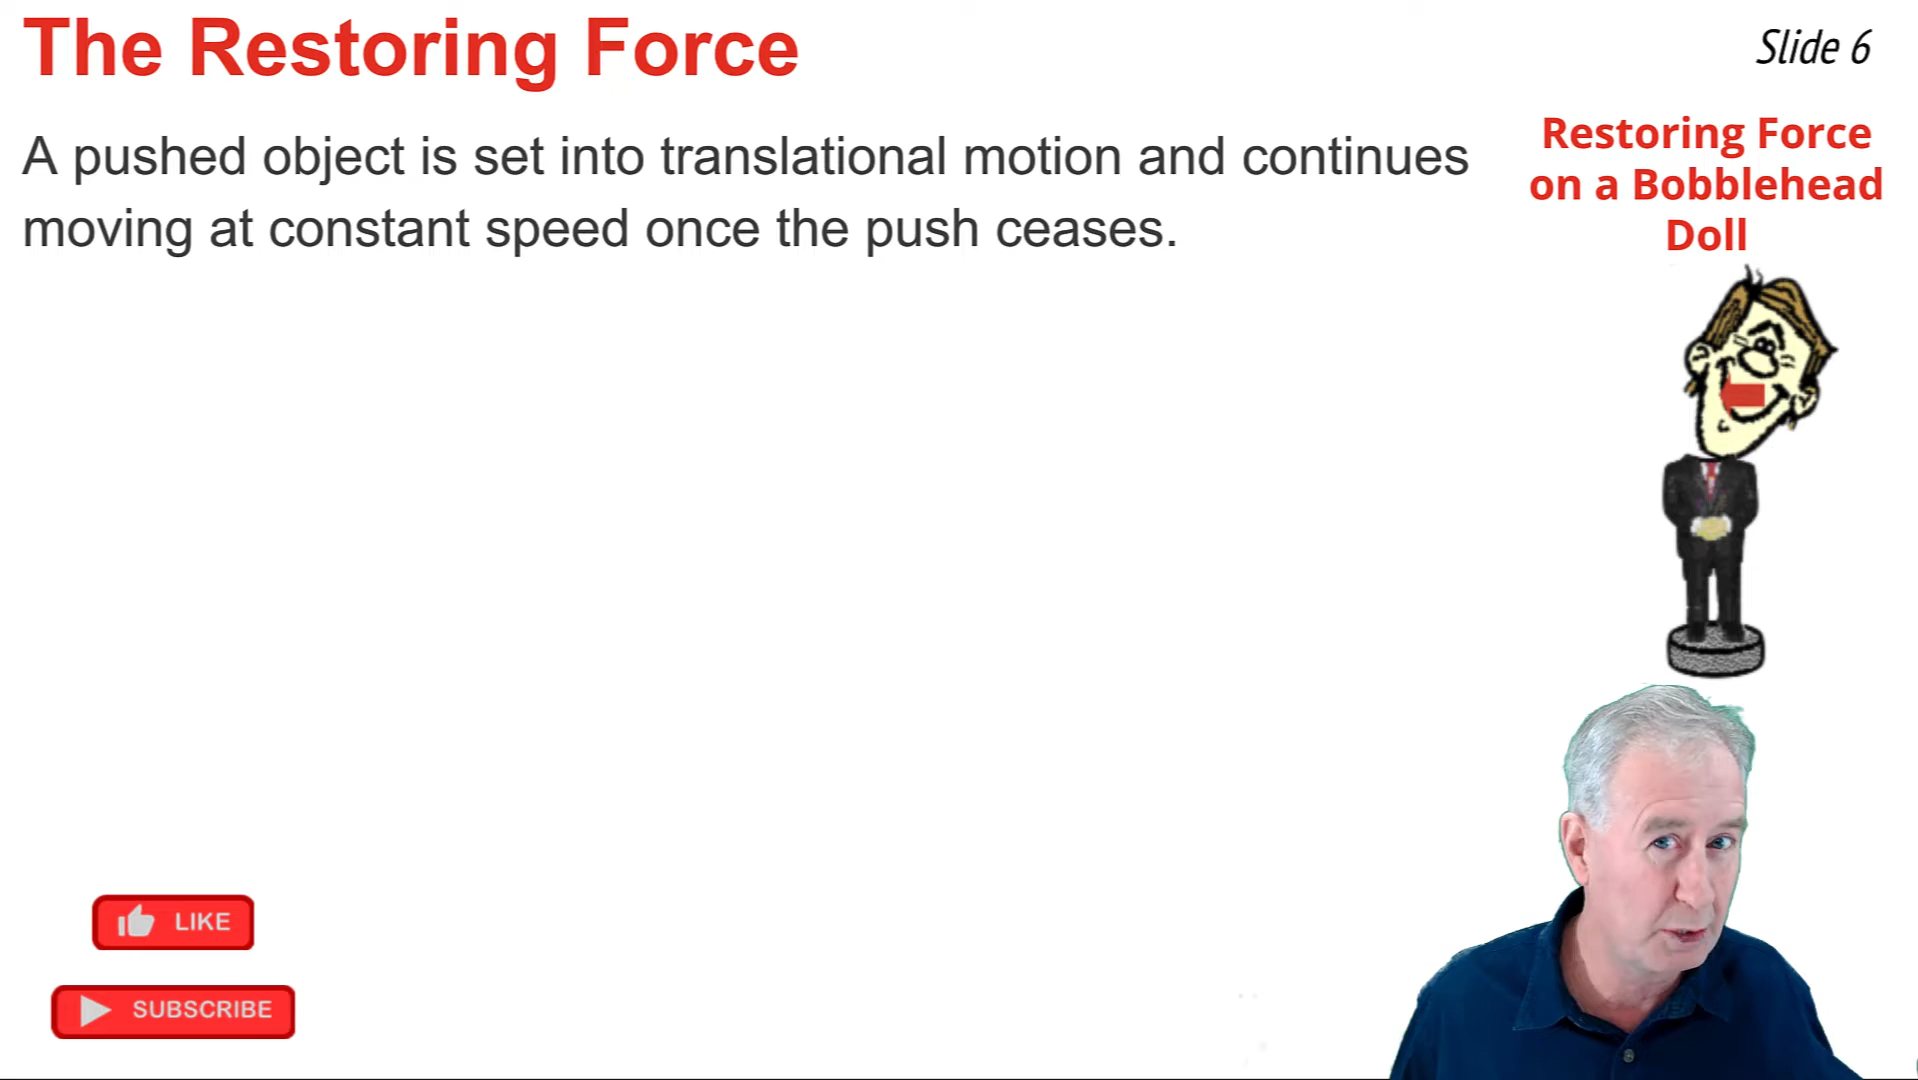 The Restoring Force
Slide 6
A pushed object is set into translational motion and continues
moving at constant speed once the push ceases.
Restoring Force
on a Bobblehead
Doll
LIKE
SUBSCRIBE